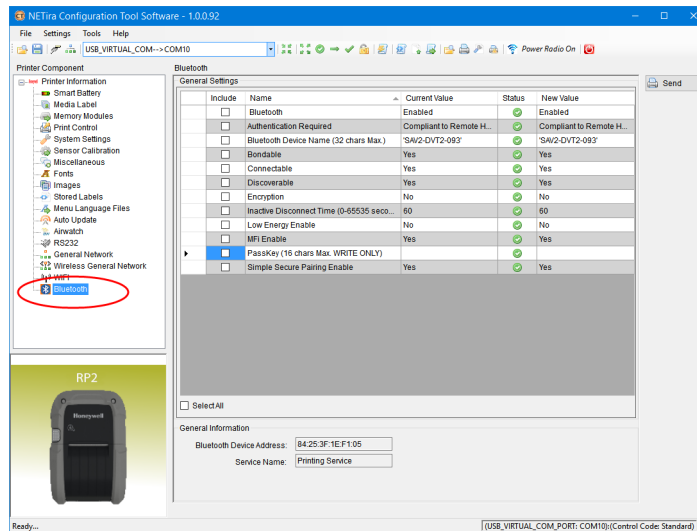 NETira Configuration Tool Software - 1.0.0.92
File Settings Tools Help
USB_VIRTUAL_COM-->COM10
Power Radio On
Printer Component
Bluetooth
Printer Information
Smart Battery
Media Label
Memory Modules
Print Control
System Settings
Sensor Calibration
Miscellaneous
Fonts
Images
Stored Labels
Menu Language Files
Auto Update
Airwatch
RS232
General Network
Wireless General Network
WiFi
Bluetooth
General Settings
Include Name Current Value Status New Value
Bluetooth Enabled Enabled
Authentication Required Compliant to Remote H... Compliant to Remote H...
Bluetooth Device Name (32 chars Max.) 'SAV2-DVT2-093' 'SAV2-DVT2-093'
Bondable Yes Yes
Connectable Yes Yes
Discoverable Yes Yes
Encryption No No
Inactive Disconnect Time (0-65535 seco... 60 60
Low Energy Enable No No
MFi Enable Yes Yes
PassKey (16 chars Max. WRITE ONLY)
Simple Secure Pairing Enable Yes Yes
Send
Select All
General Information
Bluetooth Device Address: 84:25:3F:1E:F1:05
Service Name: Printing Service
RP2
Honeywell
Ready...
(USB_VIRTUAL_COM_PORT: COM10):(Control Code: Standard)